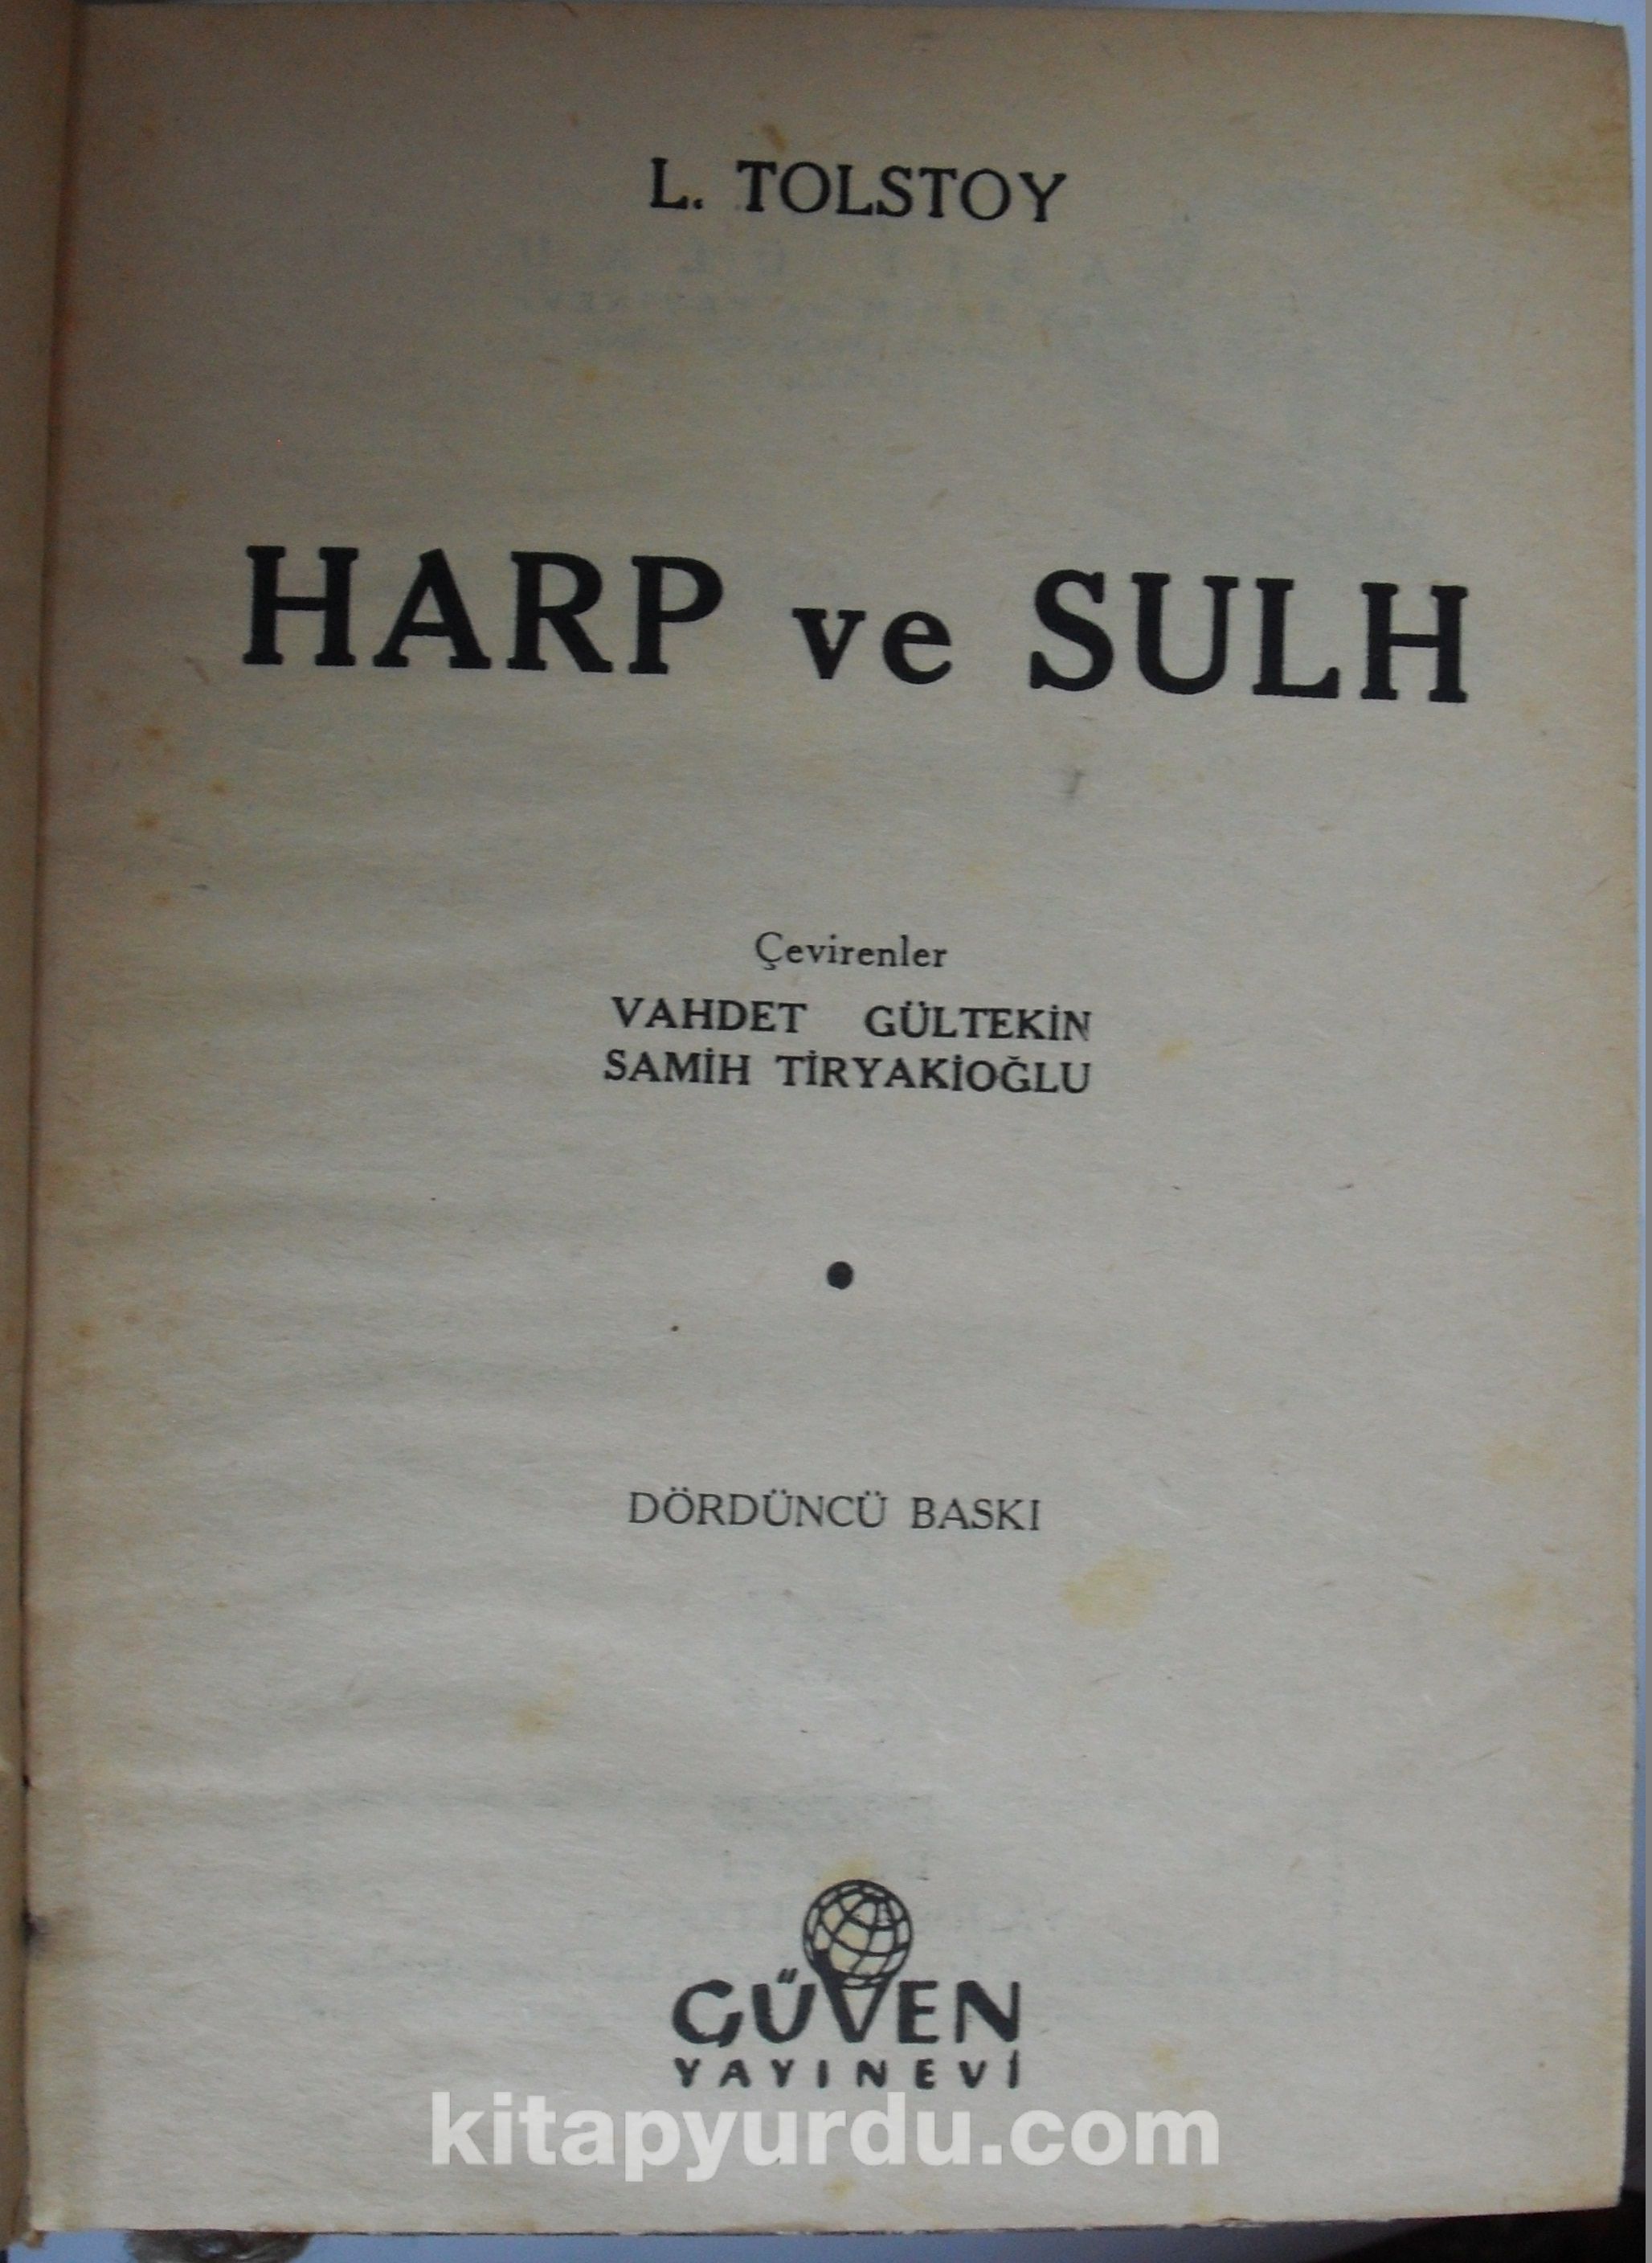 L. TOLSTOY
HARP ve SULH
Çevirenler
VAHDET GÜLTEKİN
SAMİH TİRYAKİOĞLU
DÖRDÜNCÜ BASKI
GÜVEN
YAYINEVİ
kitapyurdu.com